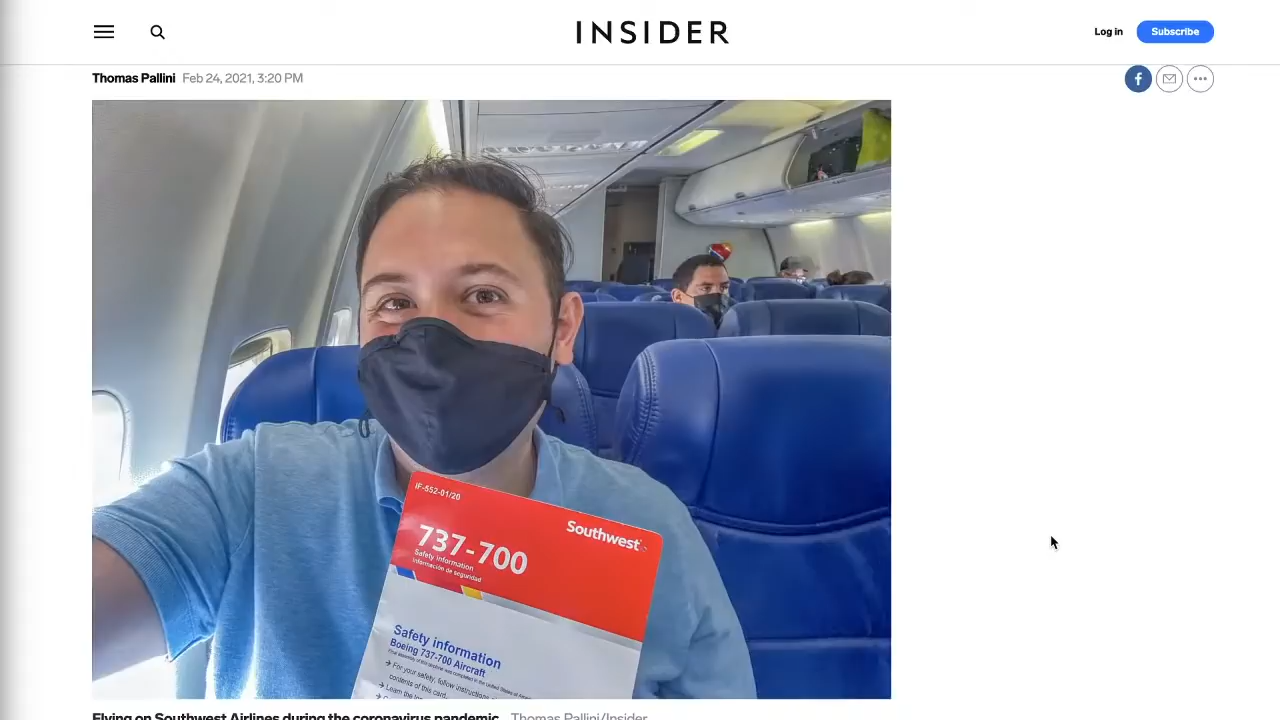 INSIDER
Log in
Subscribe
Thomas Pallini Feb 24, 2021, 3:20 PM
IF-552-01/20
Southwest
737-700
Safety information
Información de seguridad
Safety information
Boeing 737-700 Aircraft
For your safety, follow instructions
contents of this card.
Flying on Southwest Airlines during the coronavirus pandemic. Thomas Pallini/Insider